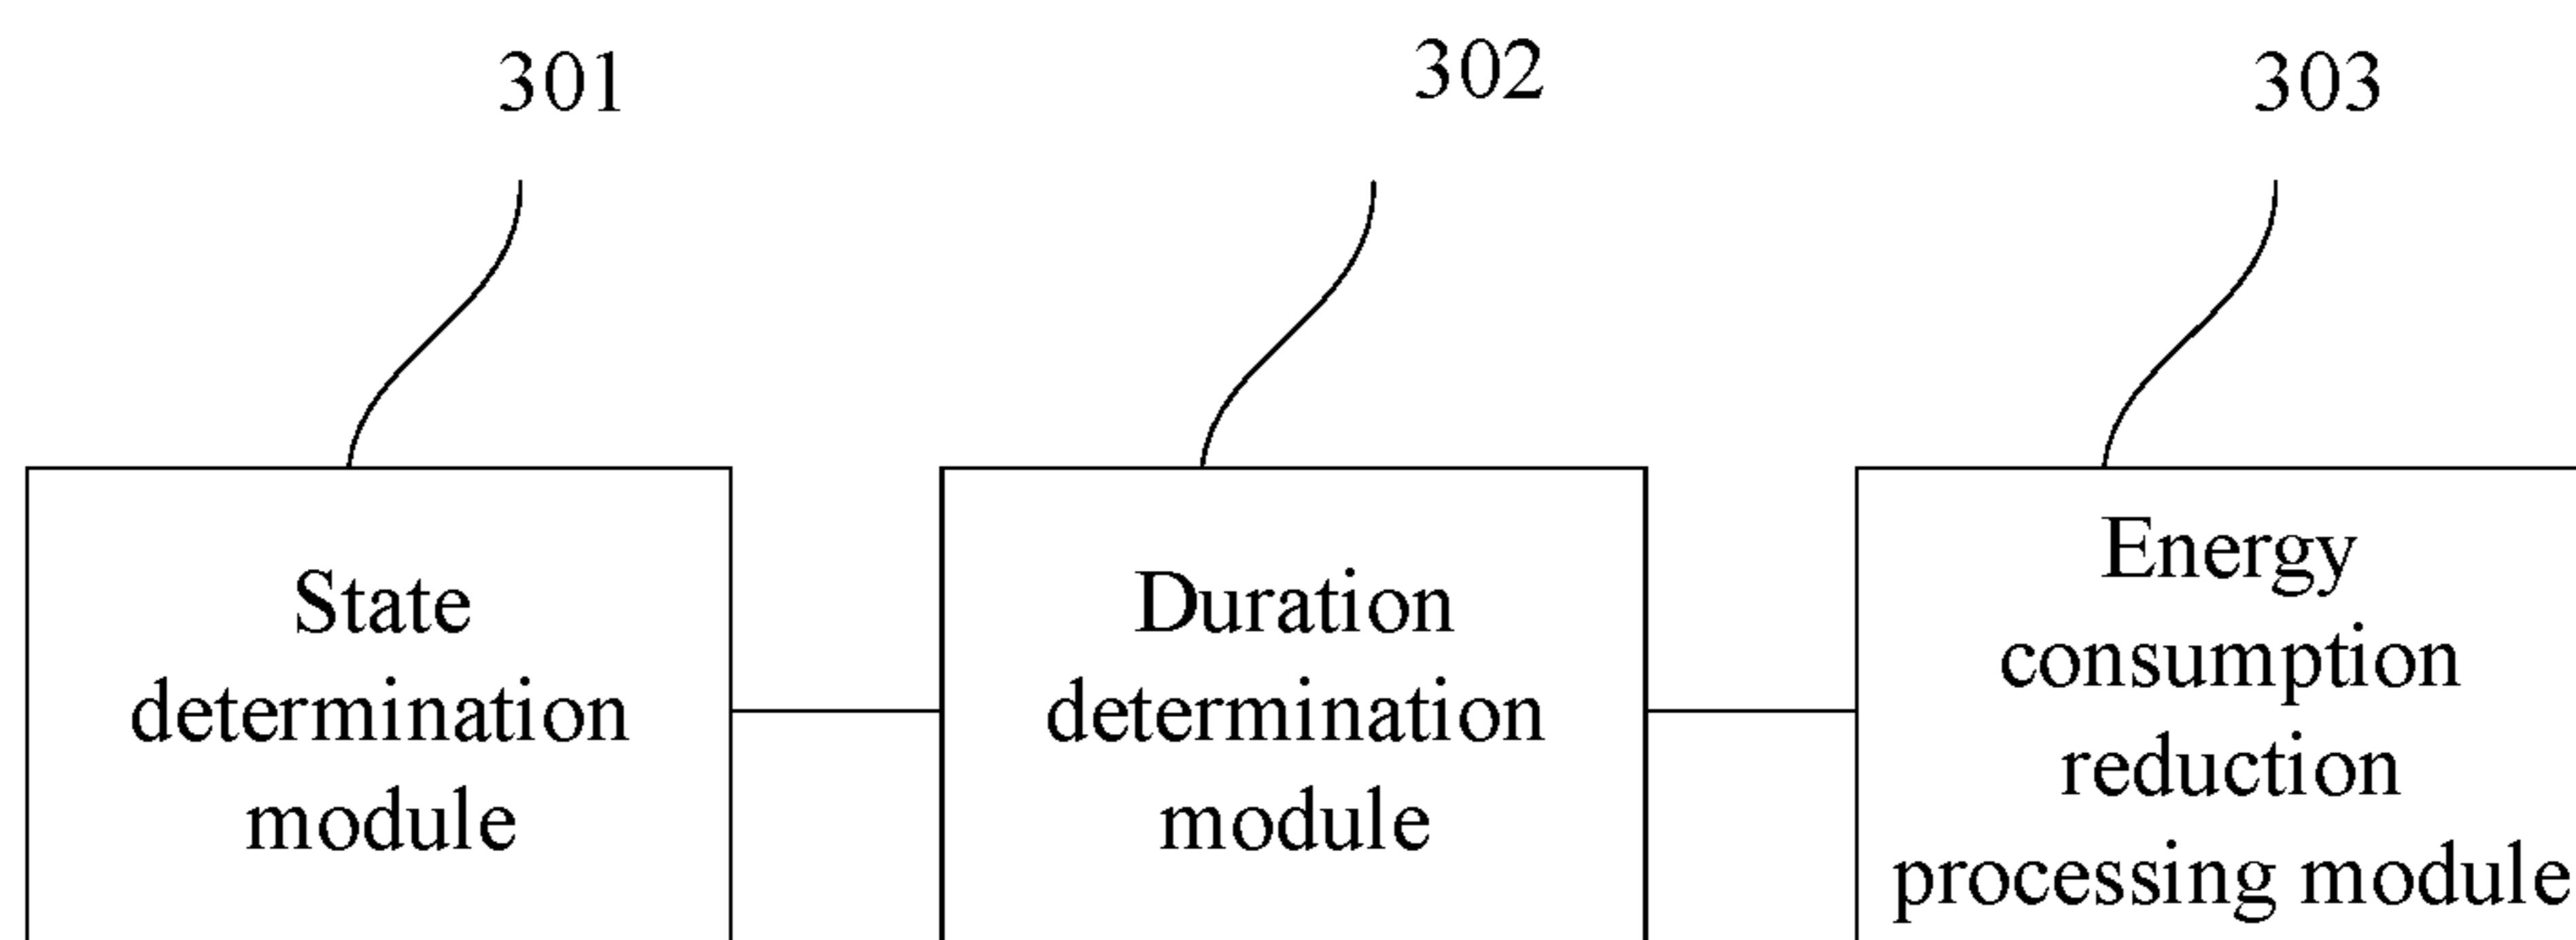 301
302
303
State
determination
module
Duration
determination
module
Energy
consumption
reduction
processing module